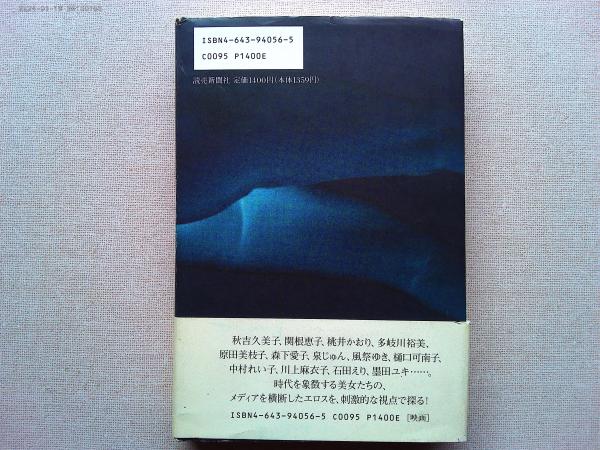 ISBN4-643-94056-5
C0095 P1400E
読売新聞社 定価1400円(本体1359円)
秋吉久美子、関根恵子、桃井かおり、多岐川裕美、
原田美枝子、森下愛子、泉じゅん、風祭ゆき、樋口可南子、
中村れい子、川上麻衣子、石田えり、墨田ユキ……。
時代を象徴する美女たちの、
メディアを横断したエロスを、刺激的な視点で探る!
ISBN4-643-94056-5 C0095 P1400E [映画]